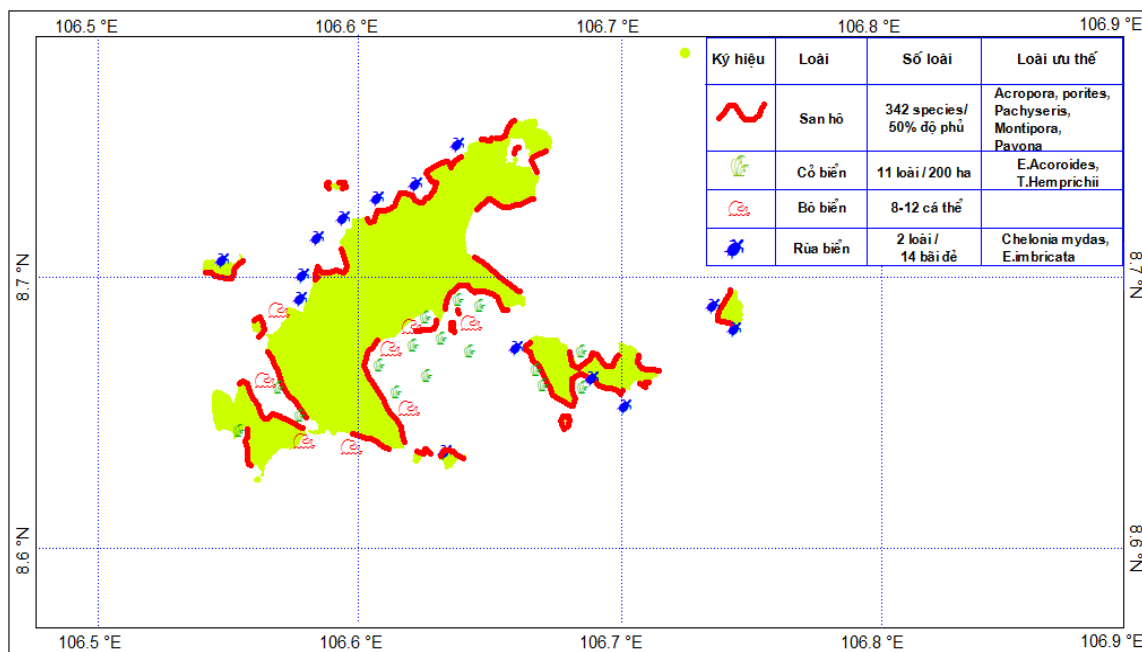 106.5 °E 106.6 °E 106.7 °E 106.8 °E 106.9 °E
Ký hiệu Loài Số loài Loài ưu thế
San hô
342 species/
50% độ phủ
Acropora, porites,
Pachyseris,
Montipora,
Pavona
Cỏ biển
11 loài / 200 ha
E.Acoroides,
T.Hemprichii
Bò biển
8-12 cá thể
Rùa biển
2 loài /
14 bãi đẻ
Chelonia mydas,
E.imbricata
8.7 °N
8.7 °N
8.6 °N
8.6 °N
106.5 °E 106.6 °E 106.7 °E 106.8 °E 106.9 °E